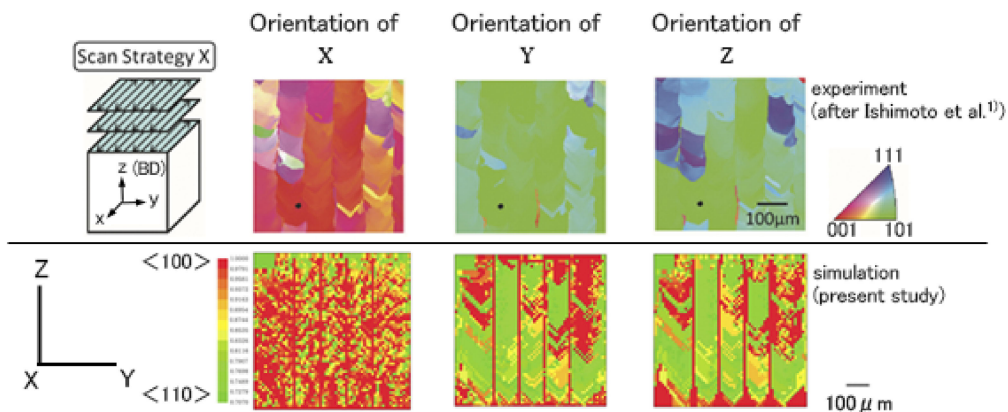 Orientation of
X
Orientation of
Y
Orientation of
Z
Scan Strategy X
z (BD)
y
x
experiment
(after Ishimoto et al.¹⁾)
111
001
101
100μm
Z
X
Y
<100>
<110>
simulation
(present study)
100 μ m